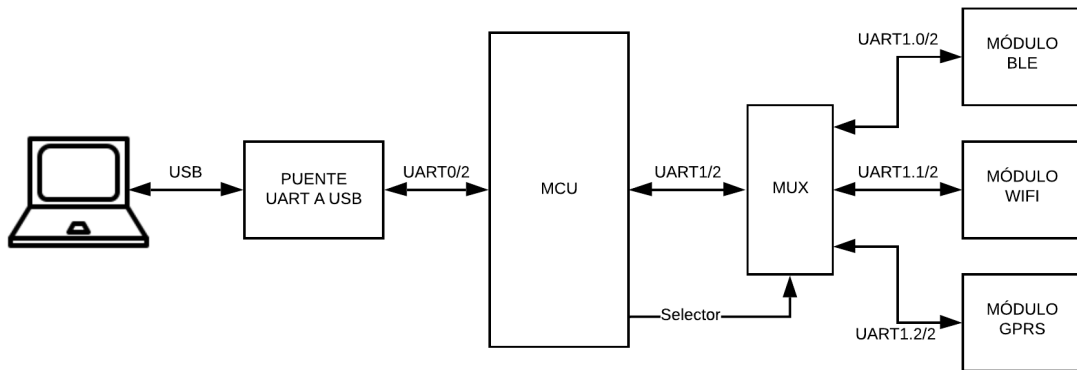 USB
PUENTE
UART A USB
UART0/2
MCU
UART1/2
Selector
MUX
UART1.0/2
UART1.1/2
UART1.2/2
MÓDULO
BLE
MÓDULO
WIFI
MÓDULO
GPRS